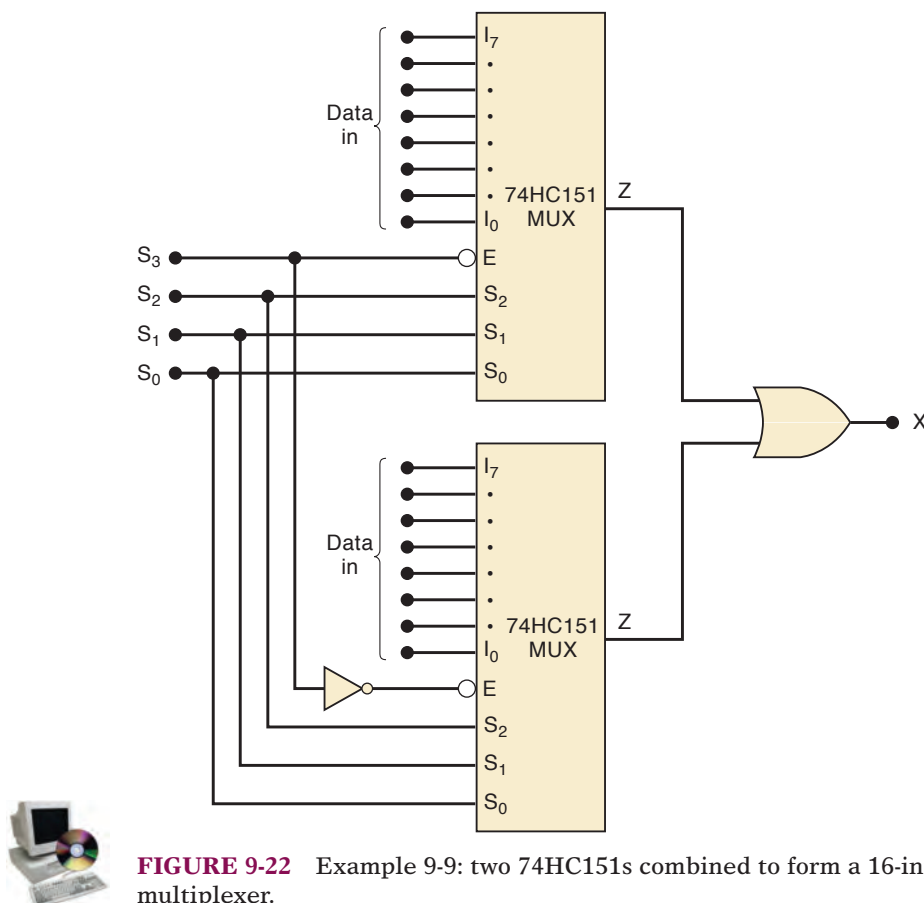 I7
Data
in
74HC151
MUX
Z
I0
S3
E
S2
S2
S1
S1
S0
S0
X
I7
Data
in
74HC151
MUX
Z
I0
E
S2
S1
S0
FIGURE 9-22 Example 9-9: two 74HC151s combined to form a 16-in
multiplexer.